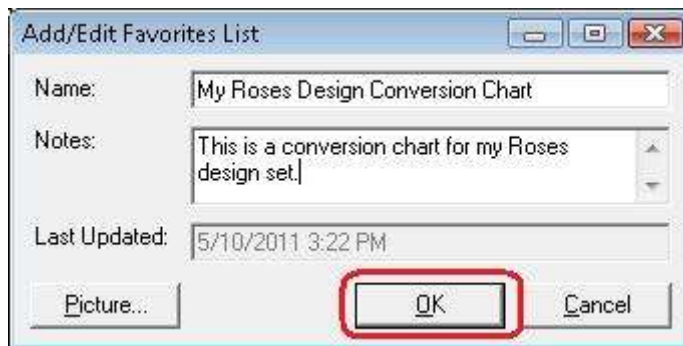 Add/Edit Favorites List
Name: My Roses Design Conversion Chart
Notes: This is a conversion chart for my Roses
design set.
Last Updated: 5/10/2011 3:22 PM
Picture... OK Cancel